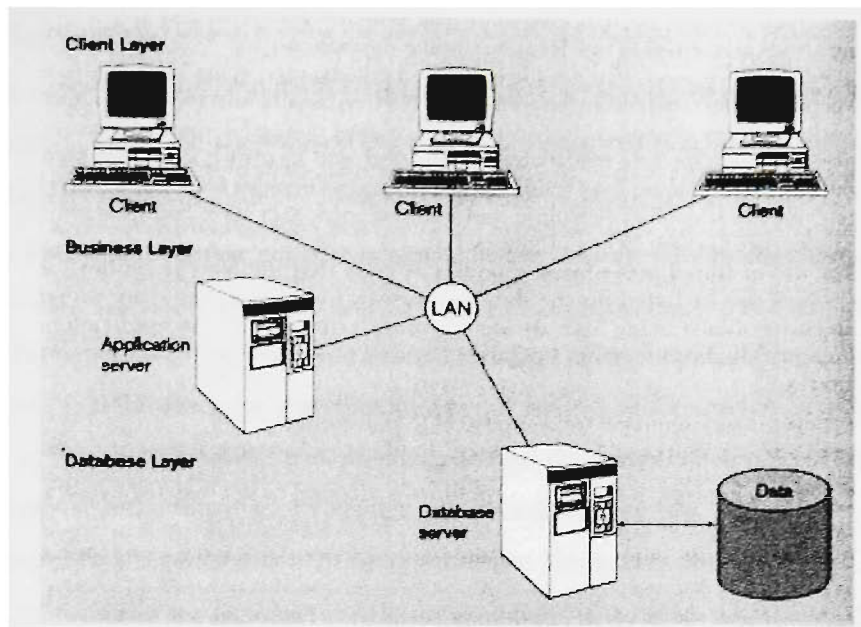 Client Layer
Client
Client
Client
Business Layer
LAN
Application
server
Database Layer
Data
Database
server